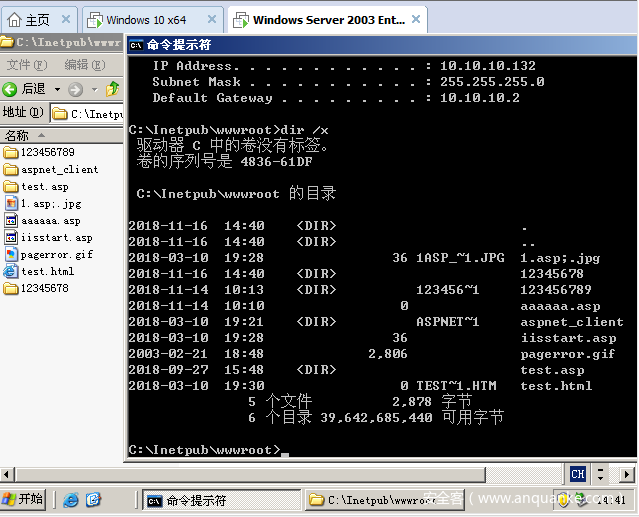 主页 × Windows 10 x64 × Windows Server 2003 Ent... ×
C:\Inetpub\wwwr
文件(F) 编辑(E)
后退
地址(D) C:\Inet
名称
123456789
aspnet_client
test.asp
1.asp;.jpg
aaaaaa.asp
iisstart.asp
pagerror.gif
test.html
12345678
命令提示符
IP Address. . . . . . . . . . . . : 10.10.10.132
Subnet Mask . . . . . . . . . . . : 255.255.255.0
Default Gateway . . . . . . . . . : 10.10.10.2
C:\Inetpub\wwwroot>dir /x
驱动器 C 中的卷没有标签。
卷的序列号是 4836-61DF
C:\Inetpub\wwwroot 的目录
2018-11-16 14:40 <DIR> .
2018-11-16 14:40 <DIR> ..
2018-03-10 19:28 36 1ASP_~1.JPG 1.asp;.jpg
2018-11-16 14:40 <DIR> 12345678
2018-11-14 10:13 <DIR> 123456~1 123456789
2018-11-14 10:10 0 aaaaaa.asp
2018-03-10 19:21 <DIR> ASPNET~1 aspnet_client
2018-03-10 19:28 36 iisstart.asp
2003-02-21 18:48 2,806 pagerror.gif
2018-09-27 15:48 <DIR> test.asp
2018-03-10 19:30 0 TEST~1.HTM test.html
5 个文件 2,878 字节
6 个目录 39,642,685,440 可用字节
C:\Inetpub\wwwroot>_
CH
开始 命令提示符 C:\Inetpub\wwwroot 14:41
安全客 ( www.anquanke.com )